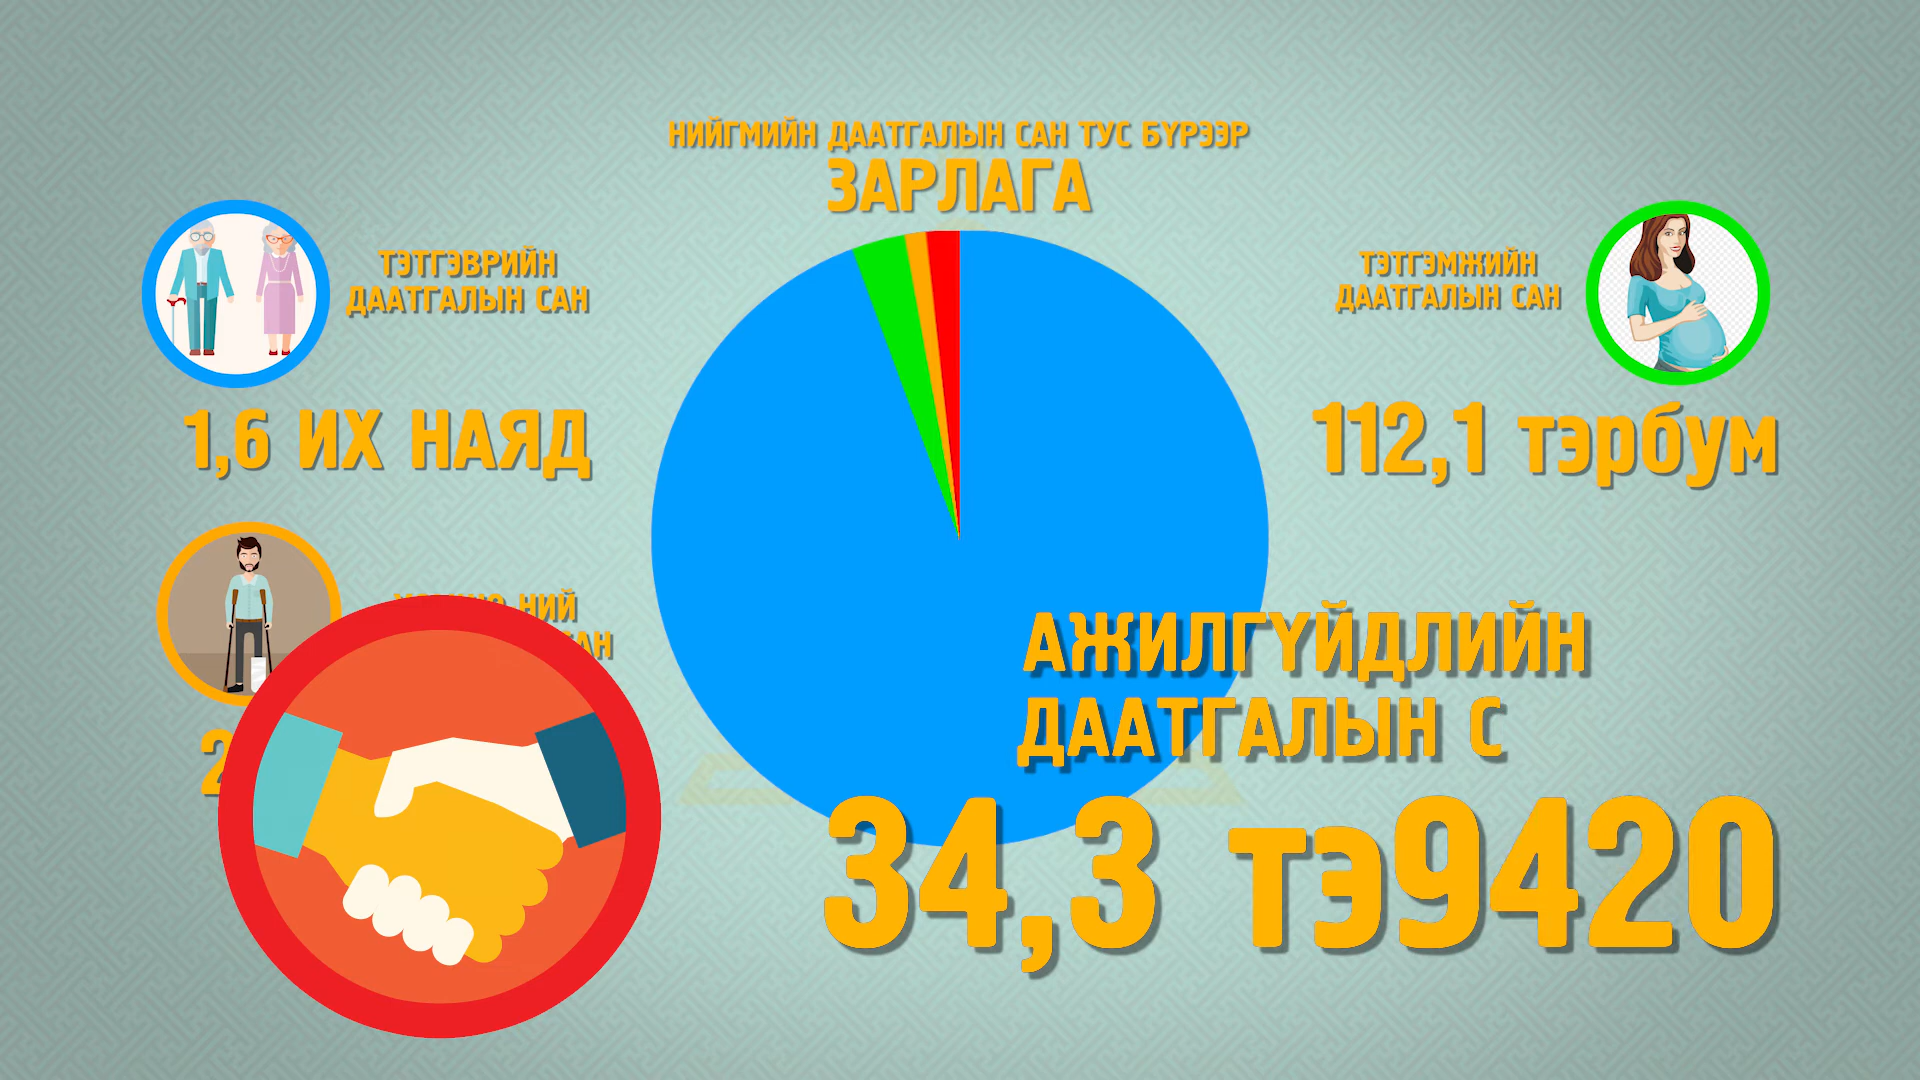 НИЙГМИЙН ДААТГАЛЫН САН ТУС БҮРЭЭР
ЗАРЛАГА
ТЭТГЭВРИЙН
ДААТГАЛЫН САН
1,6 ИХ НАЯД
ТЭТГЭМЖИЙН
ДААТГАЛЫН САН
112,1 тэрбум
АЖИЛГҮЙДЛИЙН
ДААТГАЛЫН С
34,3 тэ9420